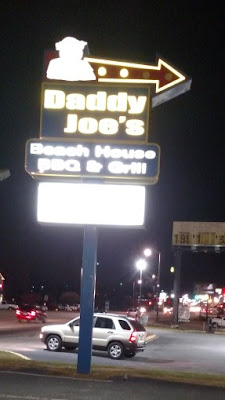 Daddy
Joe's
Beach House
BBQ & Grill